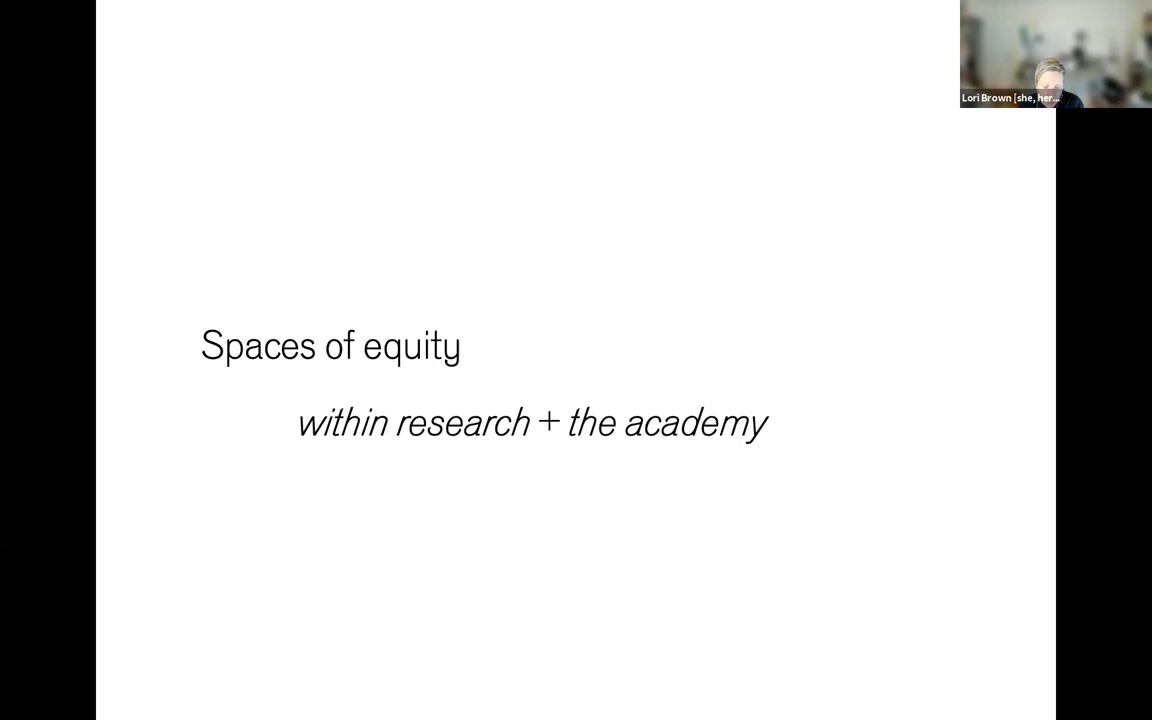 Lori Brown [she, her...
Spaces of equity
within research + the academy